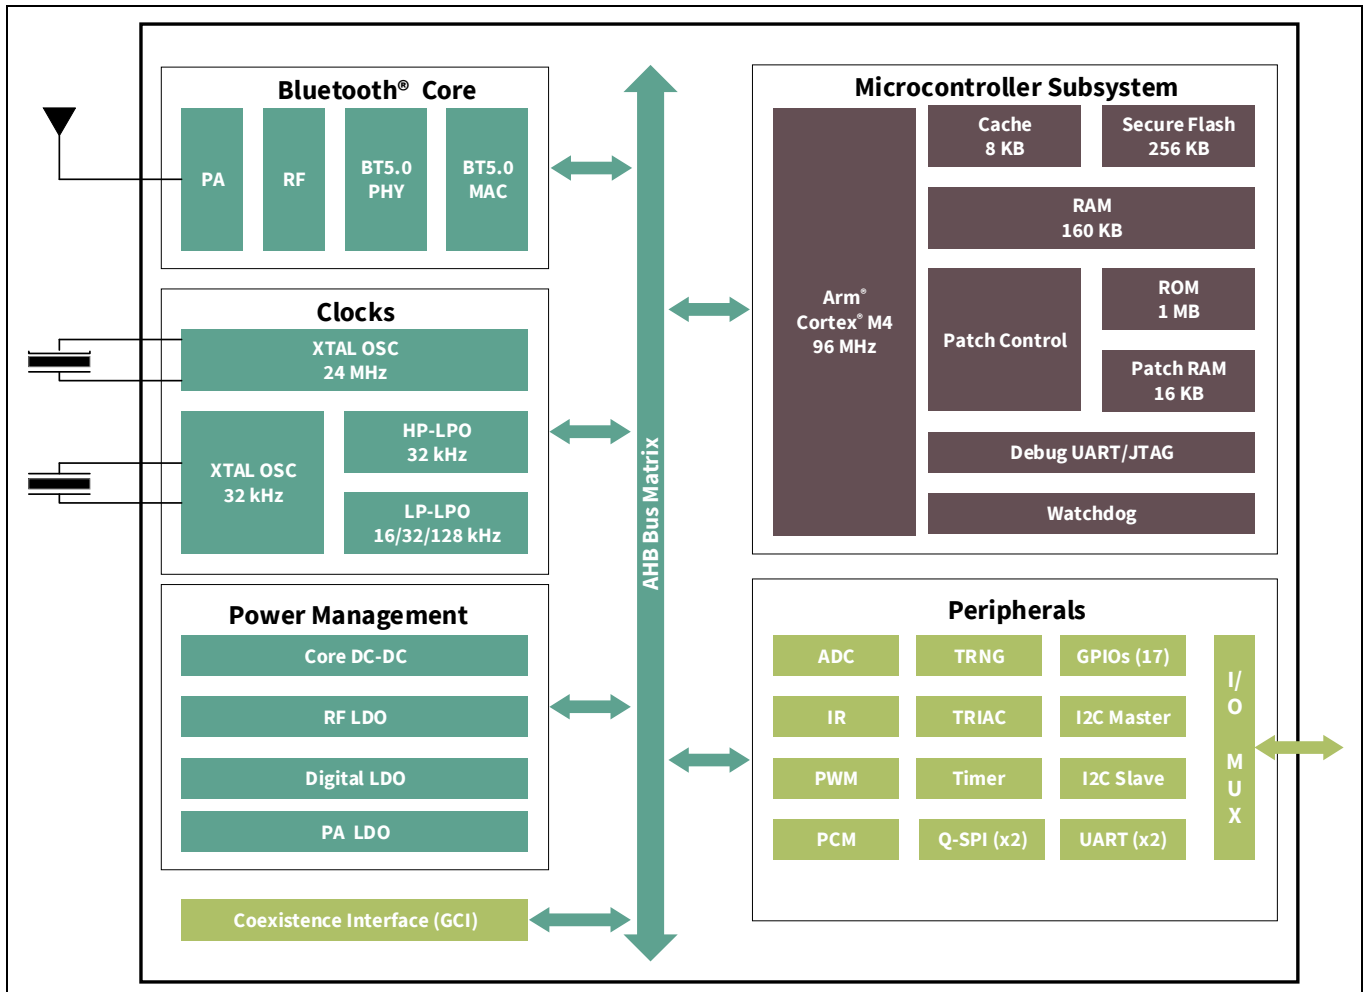 Bluetooth® Core
PA
RF
BT5.0
PHY
BT5.0
MAC
Clocks
XTAL OSC
24 MHz
XTAL OSC
32 kHz
HP-LPO
32 kHz
LP-LPO
16/32/128 kHz
Power Management
Core DC-DC
RF LDO
Digital LDO
PA LDO
Coexistence Interface (GCI)
AHB Bus Matrix
Microcontroller Subsystem
Arm®
Cortex® M4
96 MHz
Cache
8 KB
Secure Flash
256 KB
RAM
160 KB
Patch Control
ROM
1 MB
Patch RAM
16 KB
Debug UART/JTAG
Watchdog
Peripherals
ADC
TRNG
GPIOs (17)
IR
TRIAC
I2C Master
PWM
Timer
I2C Slave
PCM
Q-SPI (x2)
UART (x2)
I/O MUX